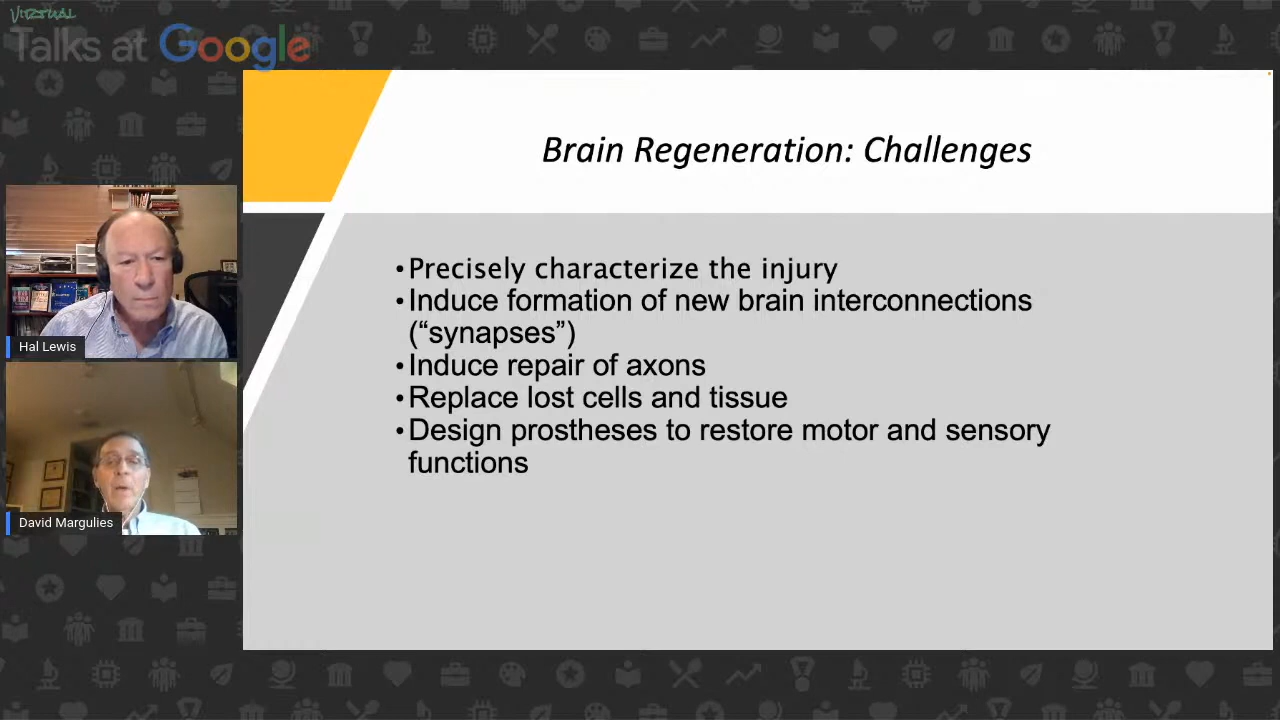 VIRTUAL
Talks at Google
Brain Regeneration: Challenges
•Precisely characterize the injury
•Induce formation of new brain interconnections
(“synapses”)
•Induce repair of axons
•Replace lost cells and tissue
•Design prostheses to restore motor and sensory
functions
Hal Lewis
David Margulies